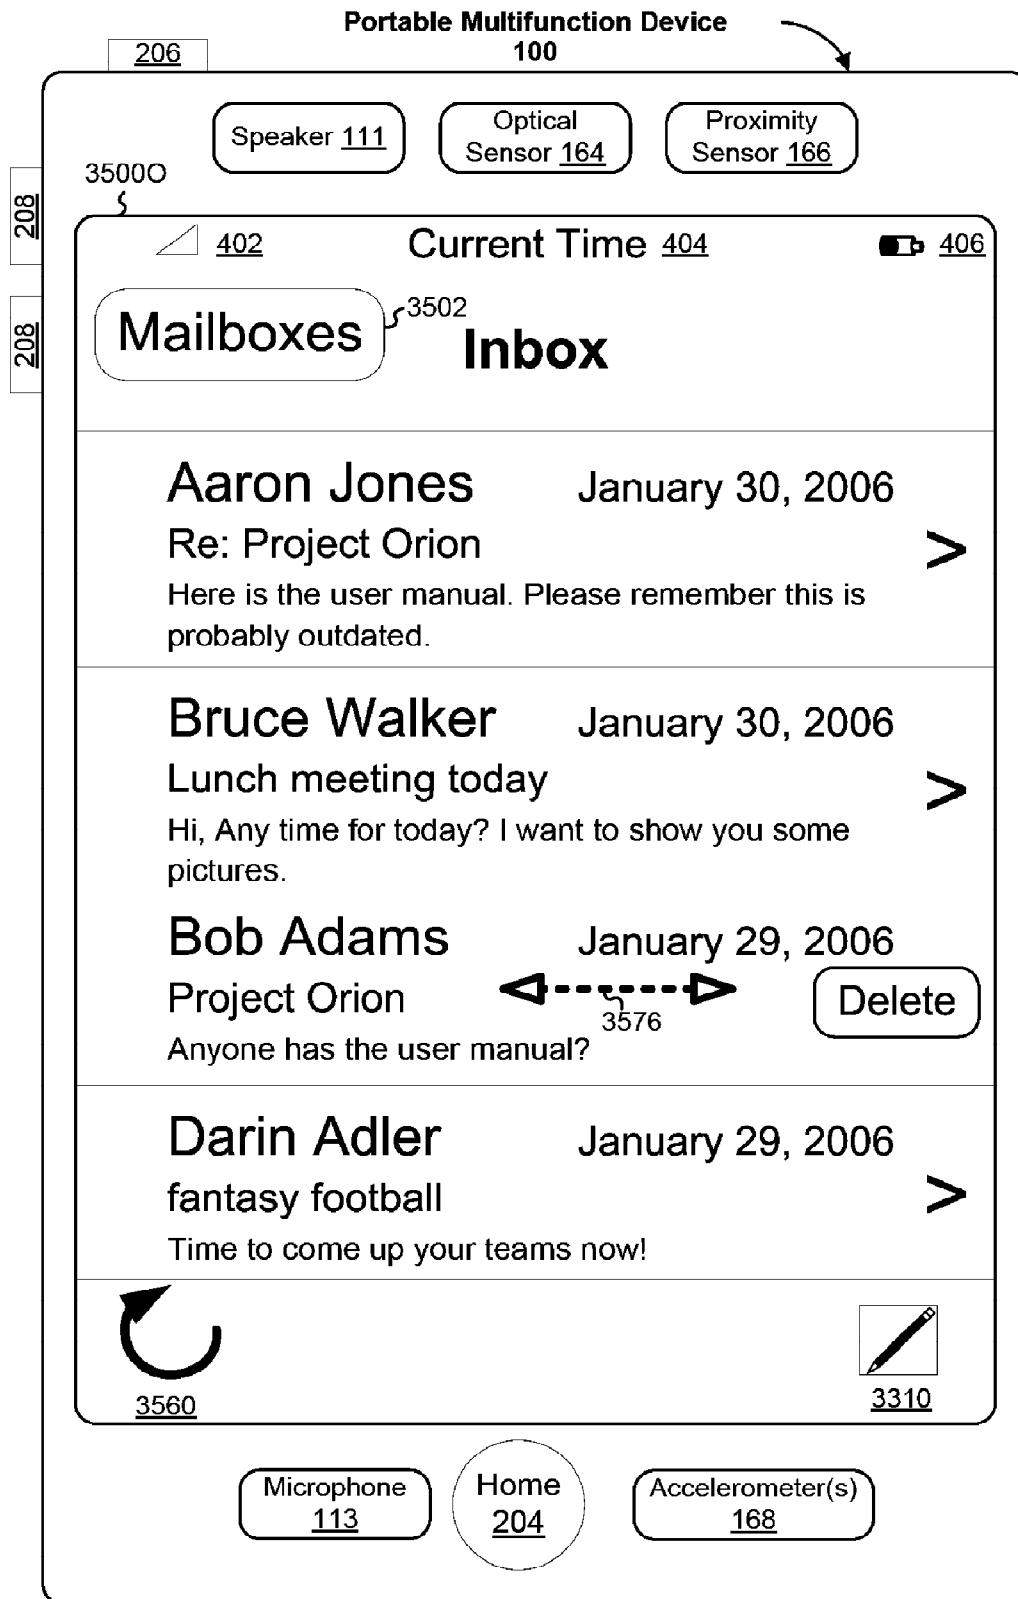 Portable Multifunction Device
100
206
Speaker 111
Optical
Sensor 164
Proximity
Sensor 166
3500O
208
208
402
Current Time 404
406
Mailboxes
3502
Inbox
Aaron Jones January 30, 2006
Re: Project Orion
>
Here is the user manual. Please remember this is
probably outdated.
Bruce Walker January 30, 2006
Lunch meeting today
>
Hi, Any time for today? I want to show you some
pictures.
Bob Adams January 29, 2006
Project Orion
Delete
3576
Anyone has the user manual?
Darin Adler January 29, 2006
fantasy football
>
Time to come up your teams now!
3560
3310
Microphone
113
Home
204
Accelerometer(s)
168